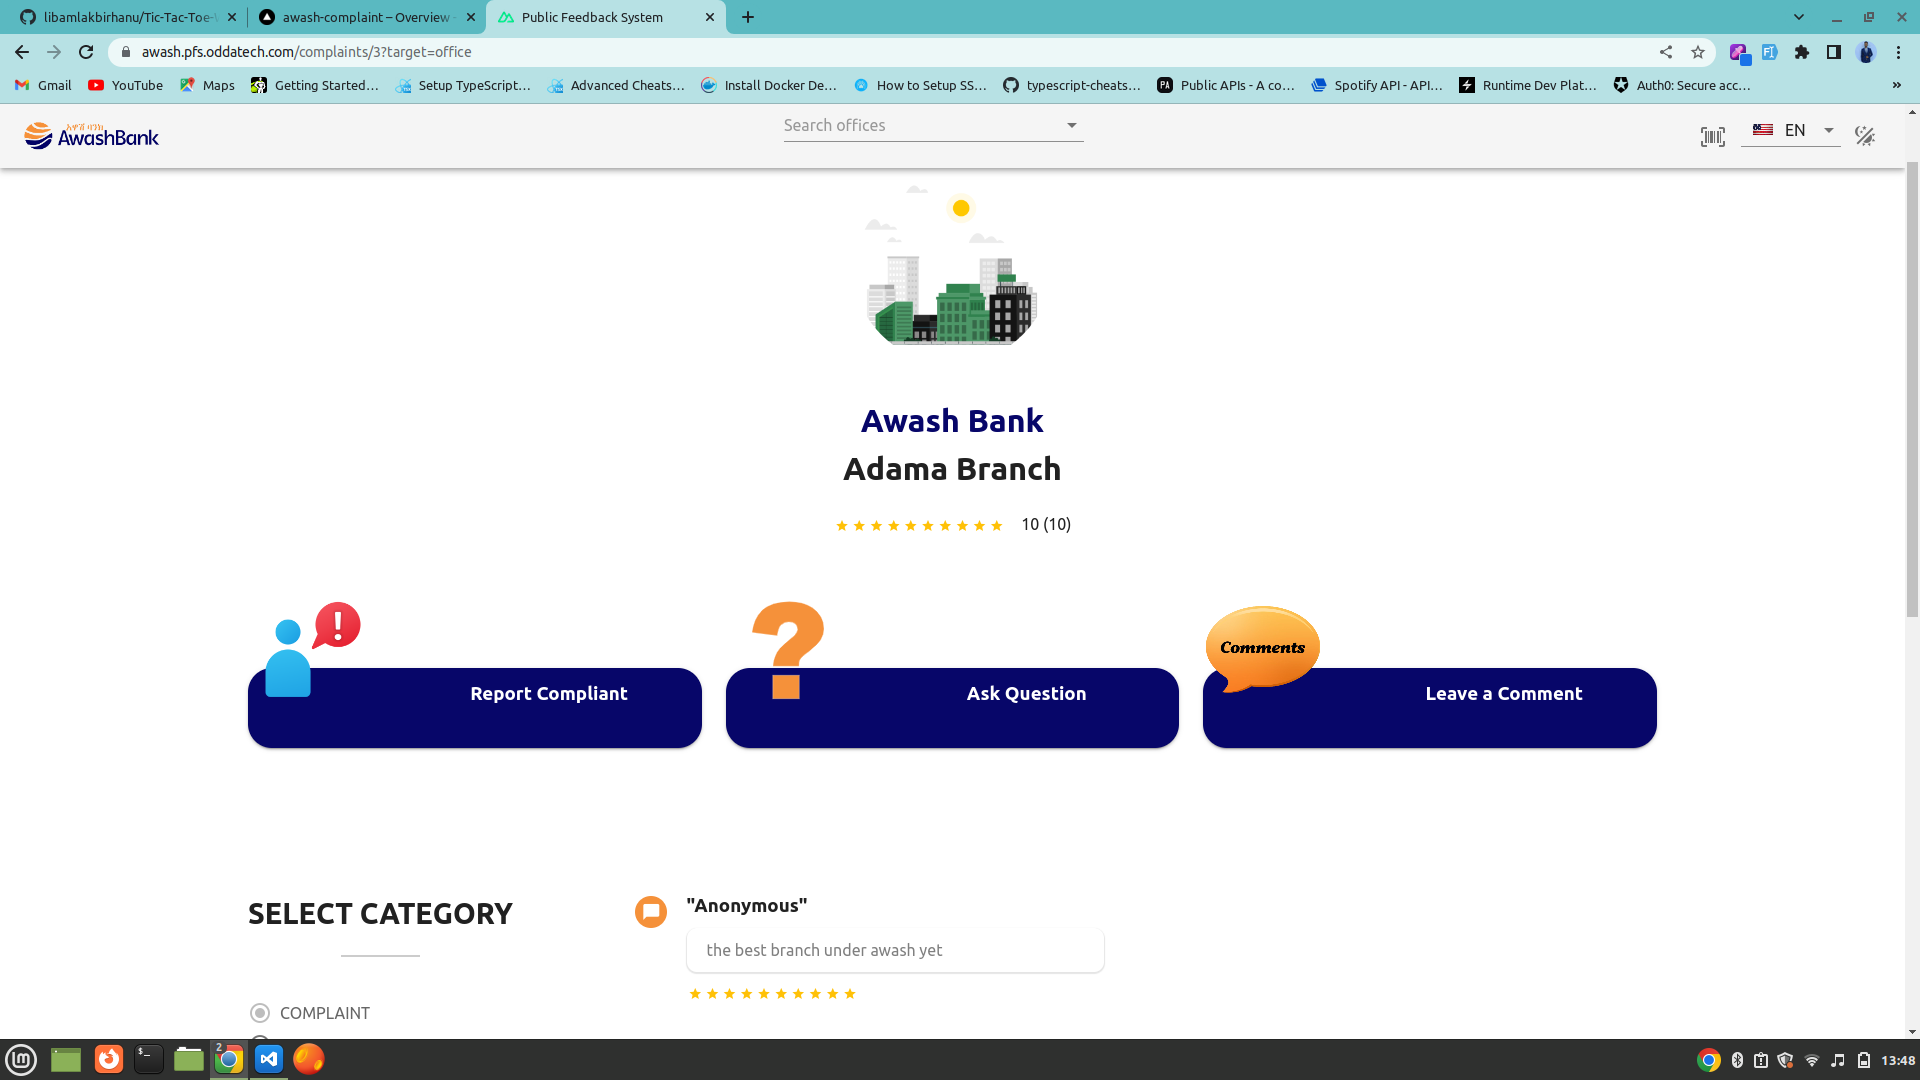 libamlakbirhanu/Tic-Tac-Toe-
awash-complaint – Overview
Public Feedback System
awash.pfs.oddatech.com/complaints/3?target=office
Gmail
YouTube
Maps
Getting Started...
Setup TypeScript...
Advanced Cheats...
Install Docker De...
How to Setup SS...
typescript-cheats...
PA
Public APIs - A co...
Spotify API - API...
Runtime Dev Plat...
Auth0: Secure acc...
»
አዋሽ ባንክ
AwashBank
Search offices
EN
Awash Bank
Adama Branch
10 (10)
!
Report Compliant
?
Ask Question
Comments
Leave a Comment
SELECT CATEGORY
"Anonymous"
the best branch under awash yet
COMPLAINT
2
13:48